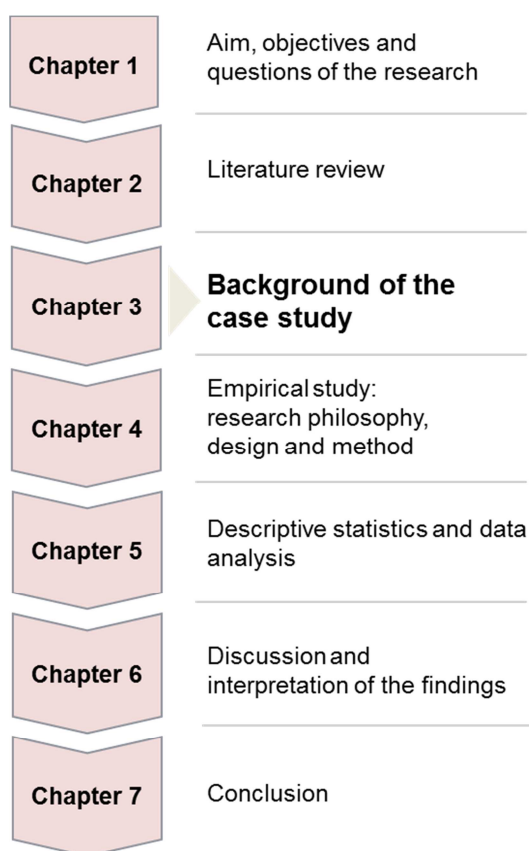 Chapter 1
Aim, objectives and
questions of the research
Chapter 2
Literature review
Chapter 3
Background of the
case study
Chapter 4
Empirical study:
research philosophy,
design and method
Chapter 5
Descriptive statistics and data
analysis
Chapter 6
Discussion and
interpretation of the findings
Chapter 7
Conclusion